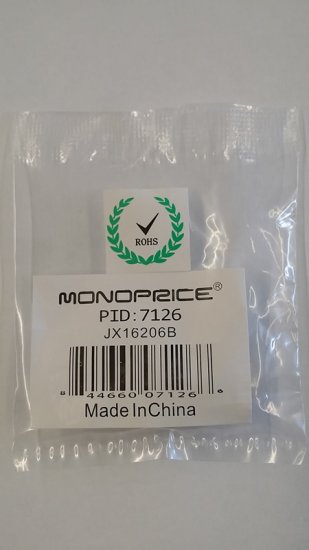 ROHS
MONOPRICE®
PID:7126
JX16206B
8 44660 07126 6
Made In China